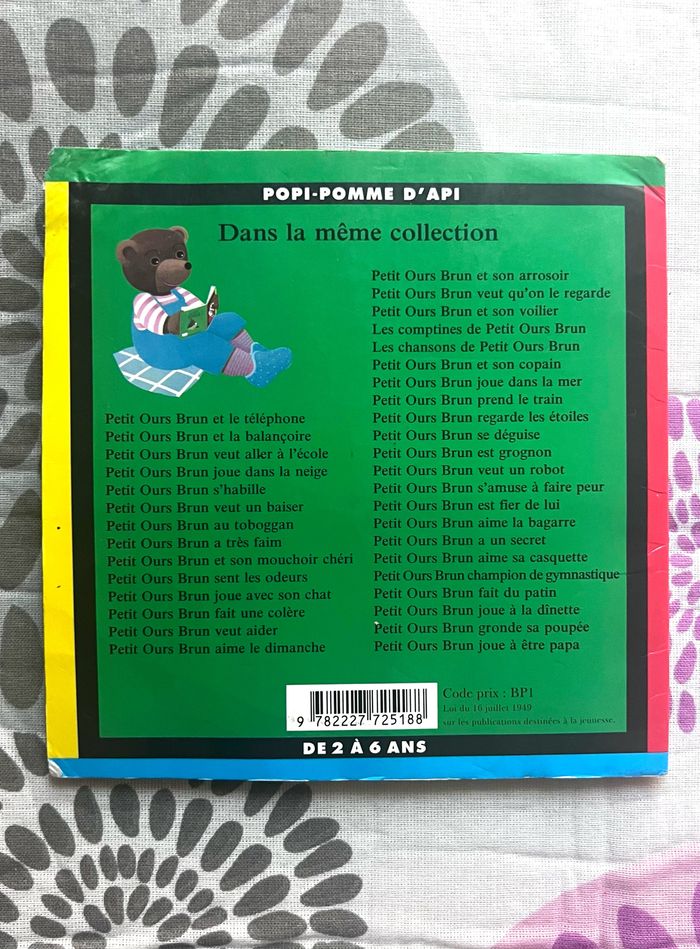 POPI-POMME D'API
Dans la même collection
Petit Ours Brun et le téléphone
Petit Ours Brun et la balançoire
Petit Ours Brun veut aller à l'école
Petit Ours Brun joue dans la neige
Petit Ours Brun s'habille
Petit Ours Brun veut un baiser
Petit Ours Brun au toboggan
Petit Ours Brun a très faim
Petit Ours Brun et son mouchoir chéri
Petit Ours Brun sent les odeurs
Petit Ours Brun joue avec son chat
Petit Ours Brun fait une colère
Petit Ours Brun veut aider
Petit Ours Brun aime le dimanche
Petit Ours Brun et son arrosoir
Petit Ours Brun veut qu'on le regarde
Petit Ours Brun et son voilier
Les comptines de Petit Ours Brun
Les chansons de Petit Ours Brun
Petit Ours Brun et son copain
Petit Ours Brun joue dans la mer
Petit Ours Brun prend le train
Petit Ours Brun regarde les étoiles
Petit Ours Brun se déguise
Petit Ours Brun est grognon
Petit Ours Brun veut un robot
Petit Ours Brun s'amuse à faire peur
Petit Ours Brun est fier de lui
Petit Ours Brun aime la bagarre
Petit Ours Brun a un secret
Petit Ours Brun aime sa casquette
Petit Ours Brun champion de gymnastique
Petit Ours Brun fait du patin
Petit Ours Brun joue à la dînette
Petit Ours Brun gronde sa poupée
Petit Ours Brun joue à être papa
9 782227 725188
Code prix : BP1
Loi du 16 juillet 1949
sur les publications destinées à la jeunesse.
DE 2 À 6 ANS